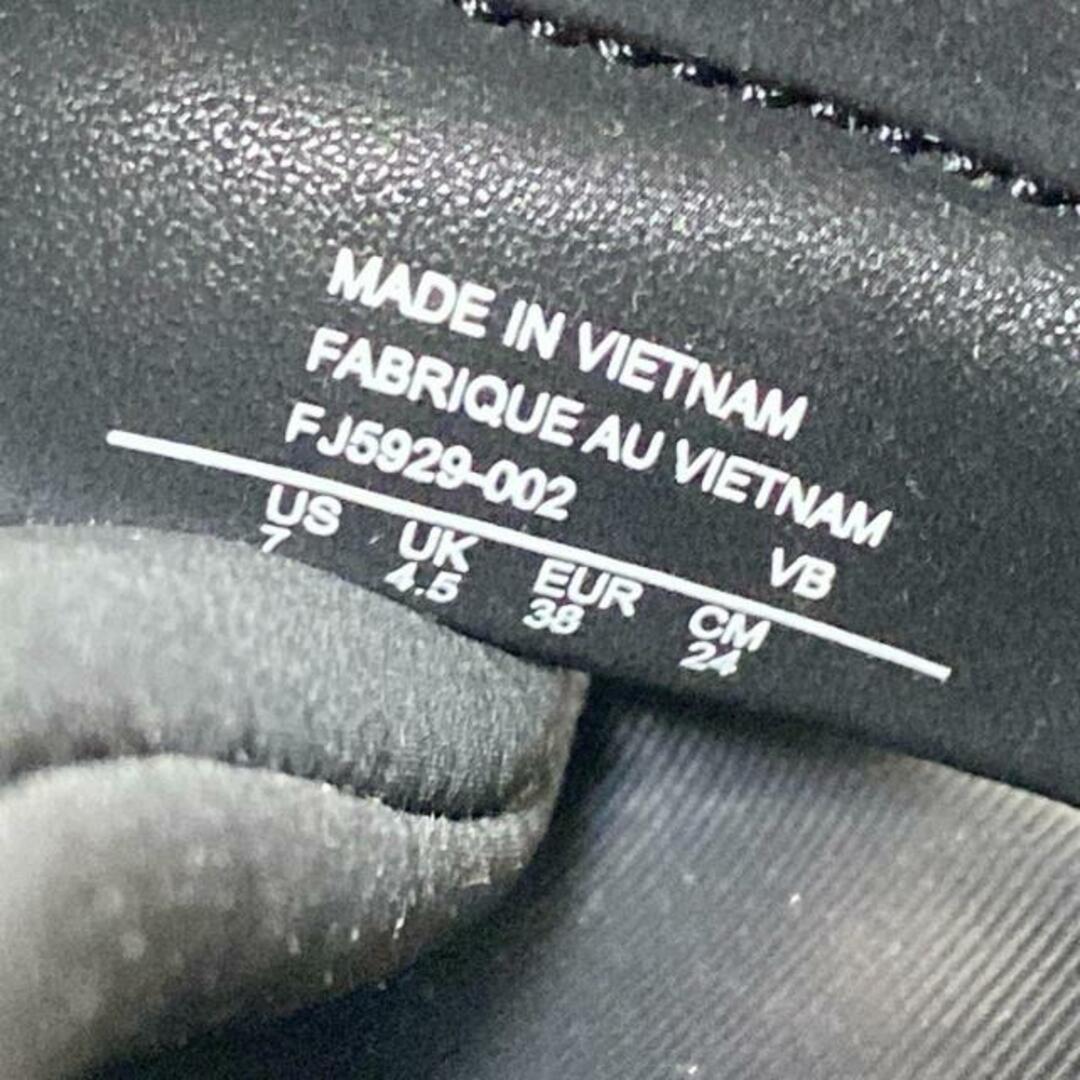 MADE IN VIETNAM
FABRIQUE AU VIETNAM
FJ5929-002
VB
US UK EUR CM
7 4.5 38 24